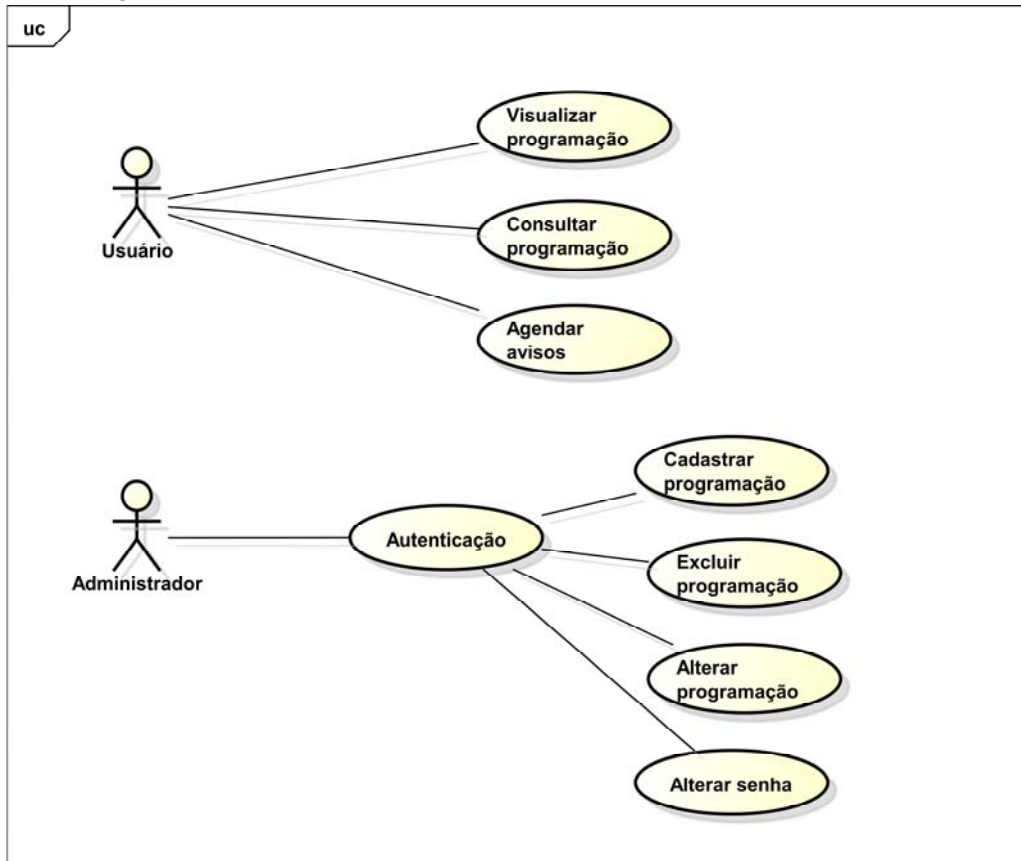 uc
Visualizar
programação
Usuário
Consultar
programação
Agendar
avisos
Cadastrar
programação
Administrador
Autenticação
Excluir
programação
Alterar
programação
Alterar senha